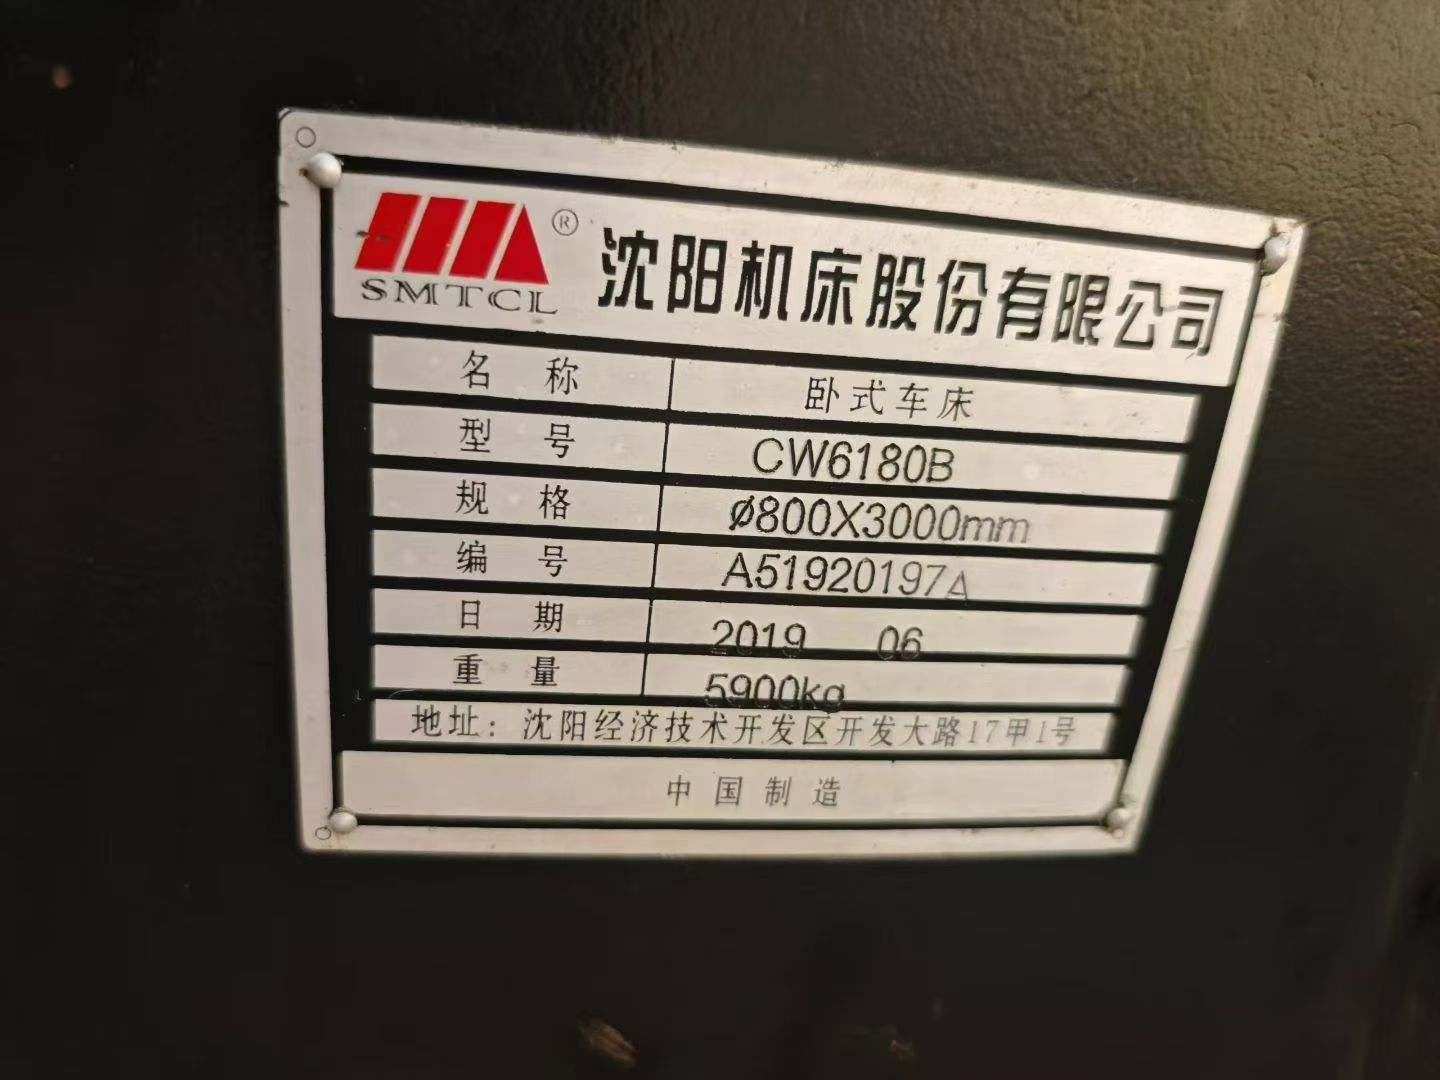 ® 沈阳机床股份有限公司
SMTCL
名 称 卧式车床
型 号 CW6180B
规 格 ø800X3000mm
编 号 A51920197A
日 期 2019 06
重 量 5900kg
地址：沈阳经济技术开发区开发大路17甲1号
中国制造